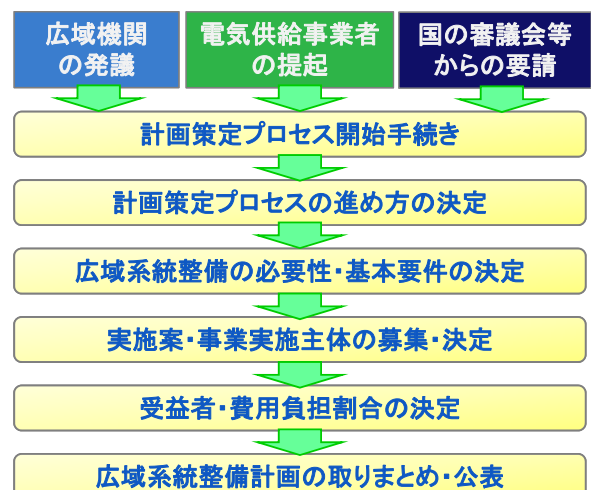 広域機関
の発議
電気供給事業者
の提起
国の審議会等
からの要請
計画策定プロセス開始手続き
計画策定プロセスの進め方の決定
広域系統整備の必要性・基本要件の決定
実施案・事業実施主体の募集・決定
受益者・費用負担割合の決定
広域系統整備計画の取りまとめ・公表